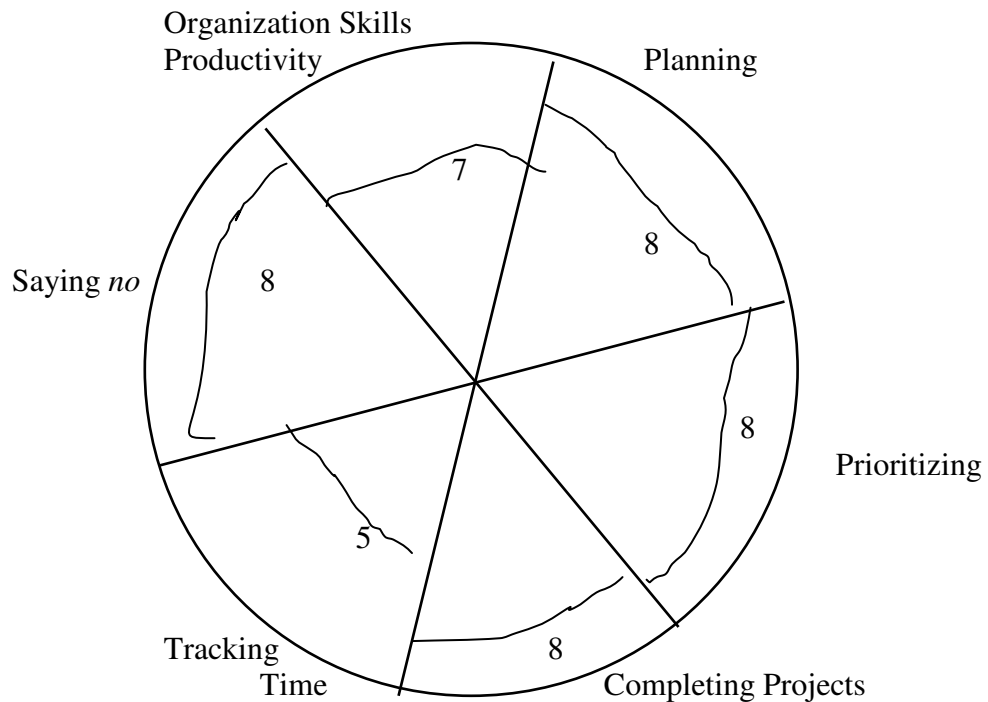 Organization Skills
Productivity
Planning
7
8
Saying no
8
8
Prioritizing
5
8
Tracking
Time
Completing Projects